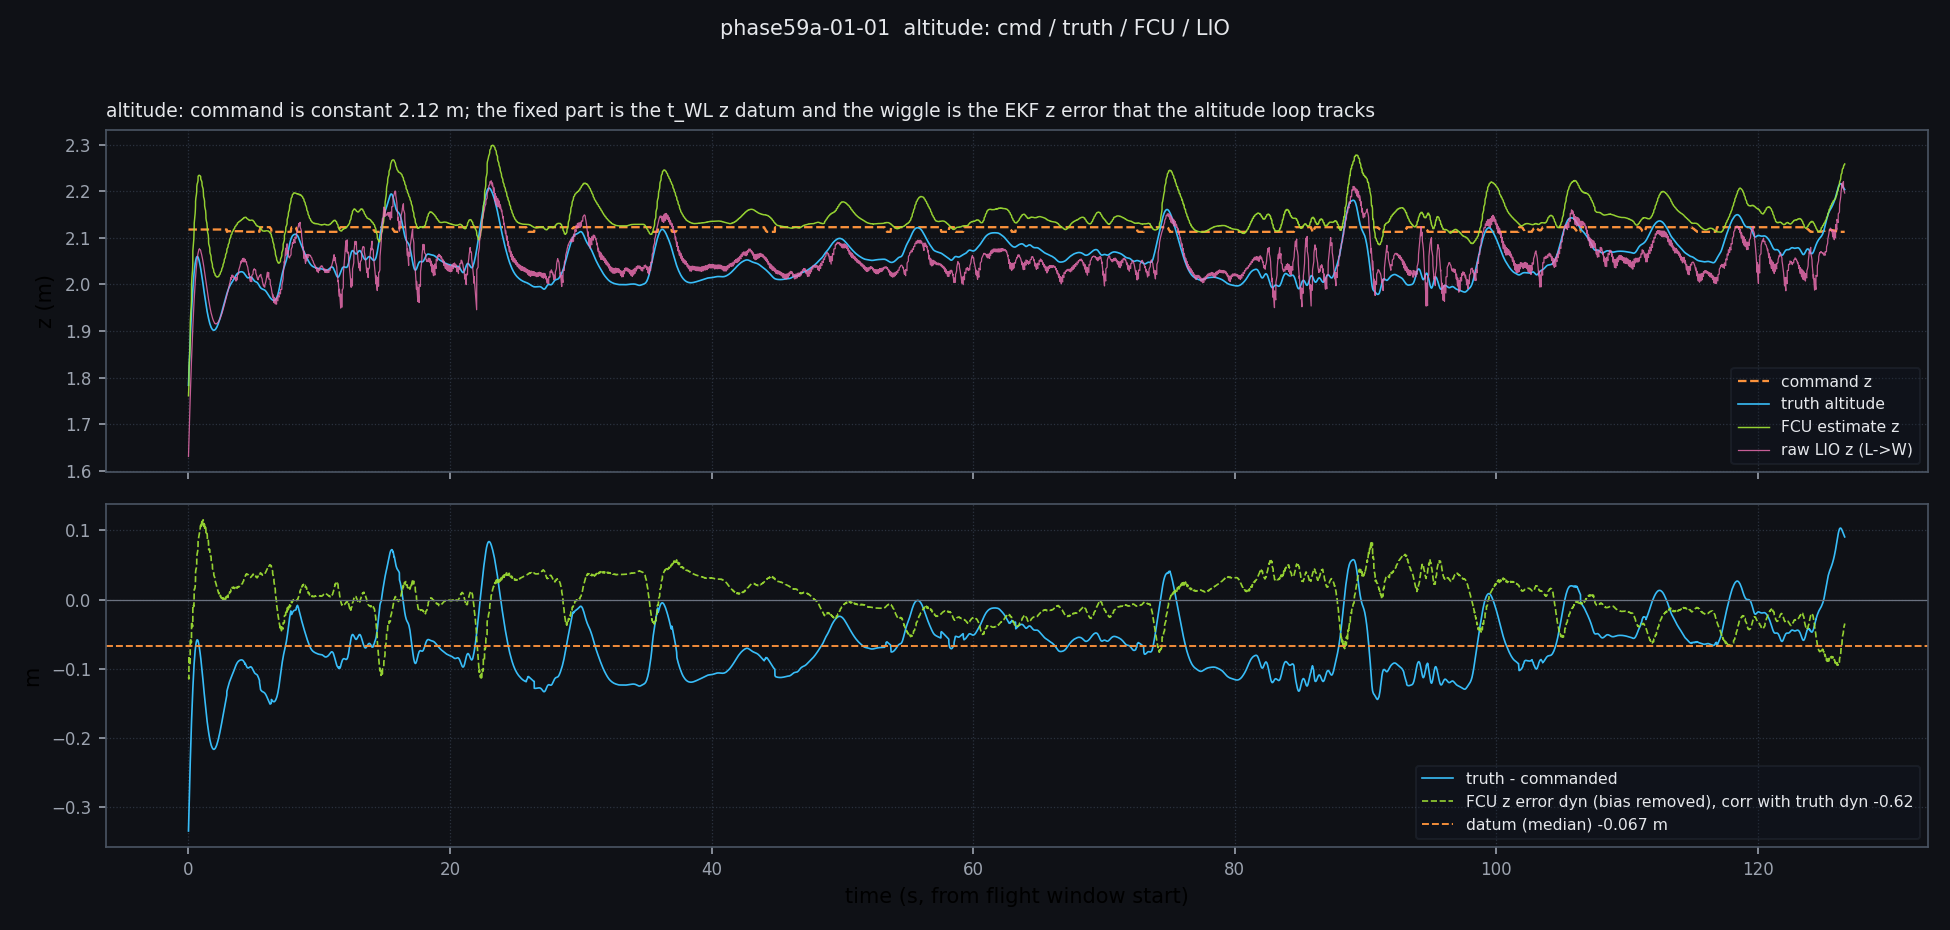 phase59a-01-01  altitude: cmd / truth / FCU / LIO
altitude: command is constant 2.12 m; the fixed part is the t_WL z datum and the wiggle is the EKF z error that the altitude loop tracks
z (m)
2.3
2.2
2.1
2.0
1.9
1.8
1.7
1.6
command z
truth altitude
FCU estimate z
raw LIO z (L->W)
m
0.1
0.0
−0.1
−0.2
−0.3
truth - commanded
FCU z error dyn (bias removed), corr with truth dyn -0.62
datum (median) -0.067 m
0 20 40 60 80 100 120
time (s, from flight window start)